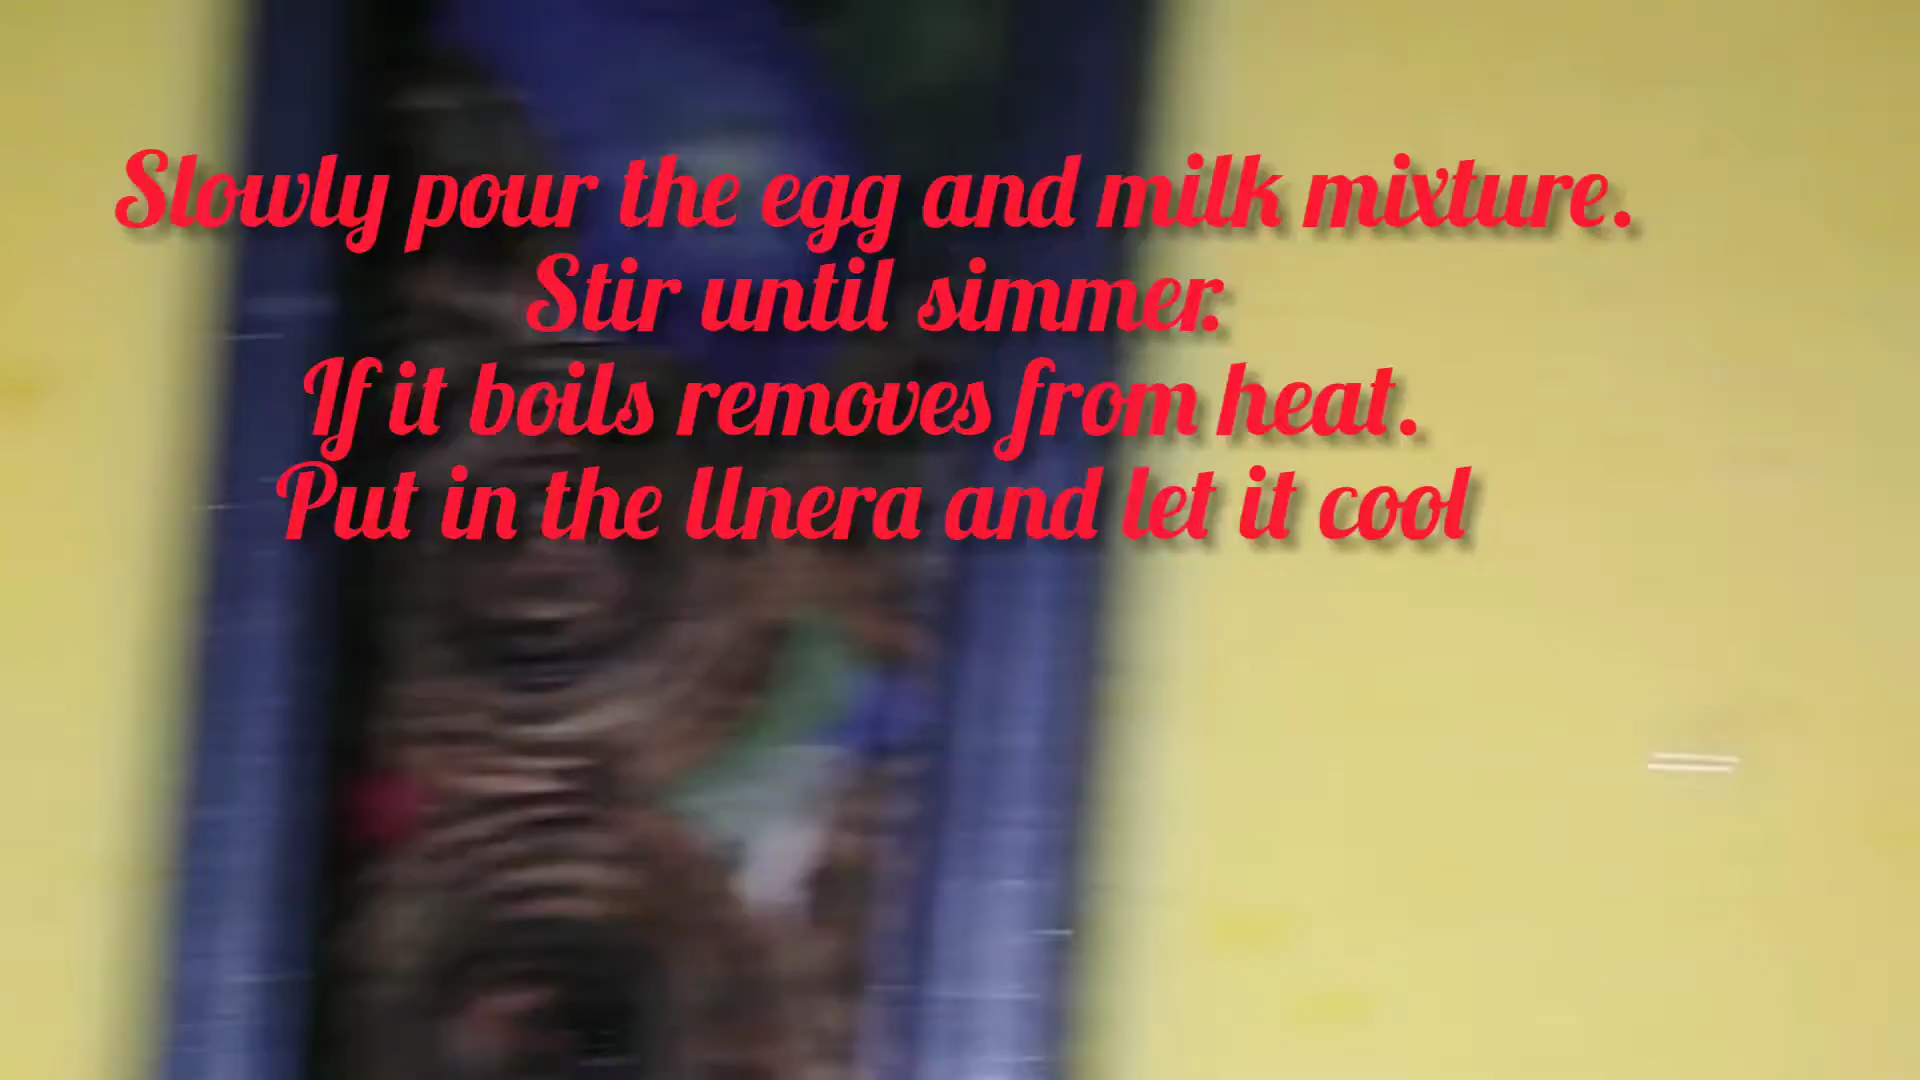 Slowly pour the egg and milk mixture.
Stir until simmer.
If it boils removes from heat.
Put in the llnera and let it cool